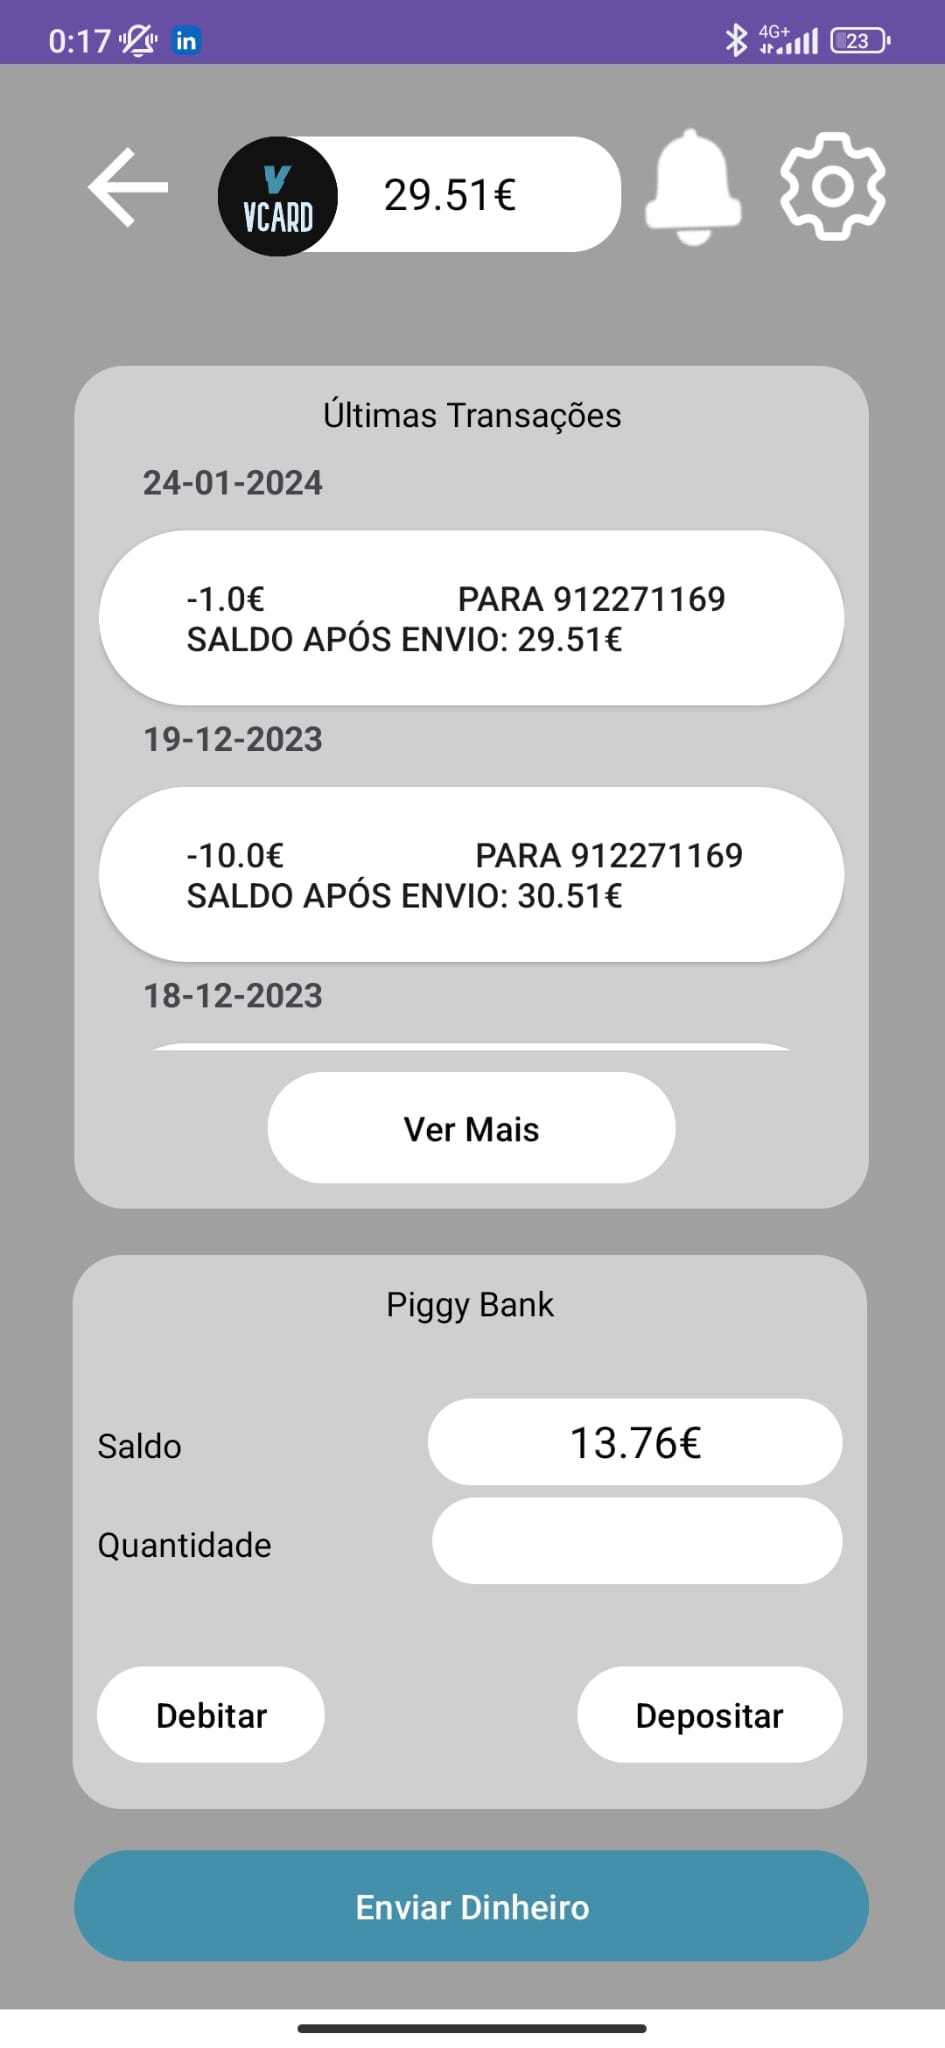 0:17 in 4G+ 23
V
VCARD 29.51€
Últimas Transações
24-01-2024
-1.0€ PARA 912271169
SALDO APÓS ENVIO: 29.51€
19-12-2023
-10.0€ PARA 912271169
SALDO APÓS ENVIO: 30.51€
18-12-2023
Ver Mais
Piggy Bank
Saldo 13.76€
Quantidade
Debitar Depositar
Enviar Dinheiro